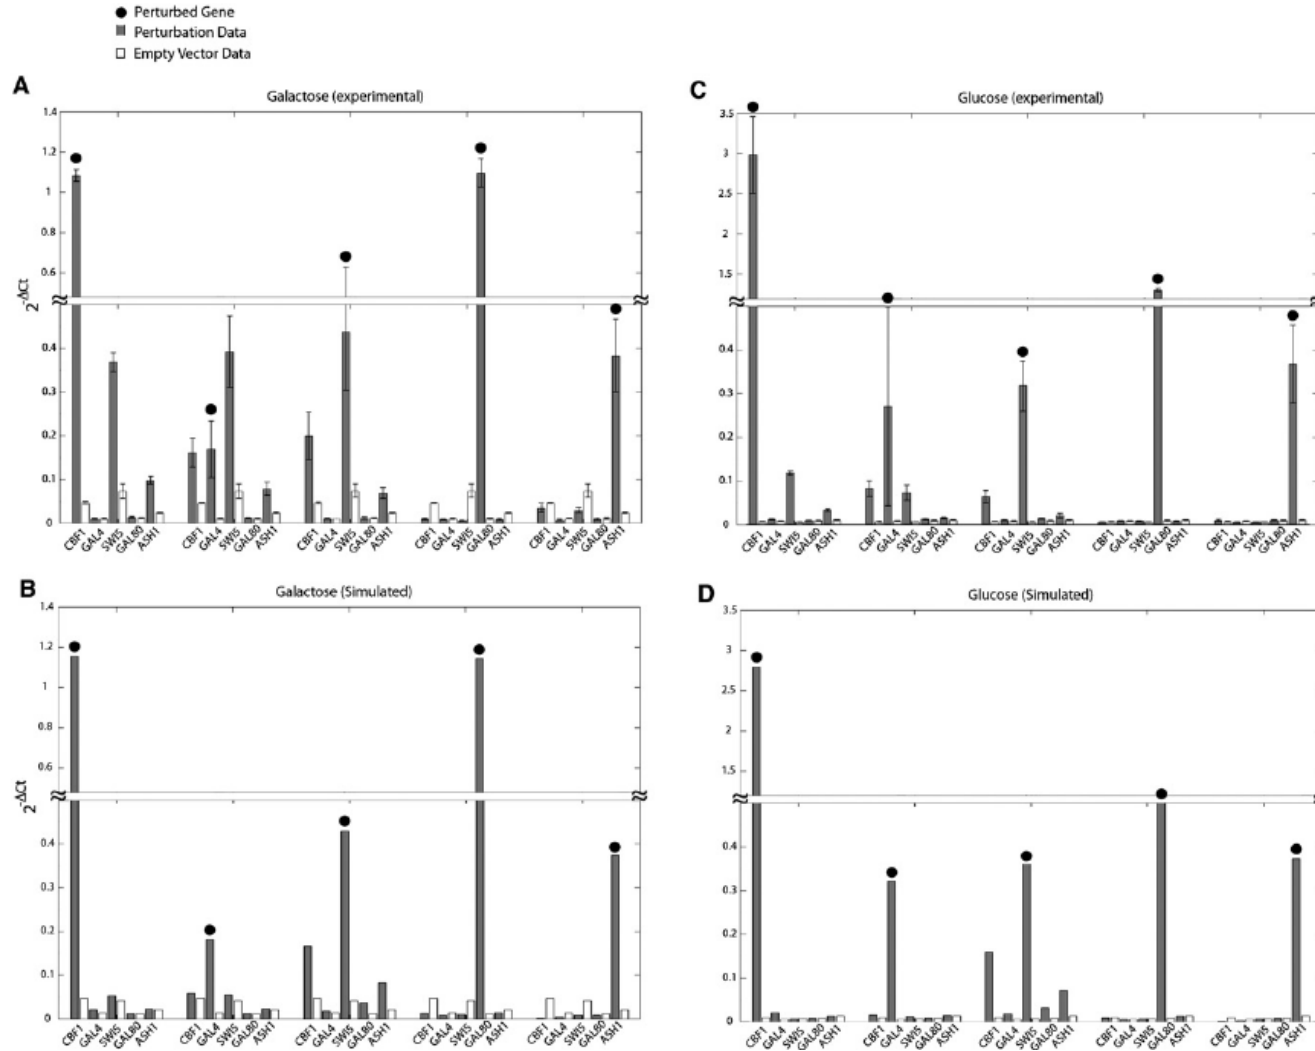 Perturbed Gene
Perturbation Data
Empty Vector Data
A
Galactose (experimental)
1.4
1.2
1
0.8
0.6
0.4
0.3
0.2
0.1
0
2^-ΔCt
CBF1 GAL4 SWI5 GAL80 ASH1 CBF1 GAL4 SWI5 GAL80 ASH1 CBF1 GAL4 SWI5 GAL80 ASH1 CBF1 GAL4 SWI5 GAL80 ASH1 CBF1 GAL4 SWI5 GAL80 ASH1
C
Glucose (experimental)
3.5
3
2.5
2
1.5
0.4
0.3
0.2
0.1
0
CBF1 GAL4 SWI5 GAL80 ASH1 CBF1 GAL4 SWI5 GAL80 ASH1 CBF1 GAL4 SWI5 GAL80 ASH1 CBF1 GAL4 SWI5 GAL80 ASH1 CBF1 GAL4 SWI5 GAL80 ASH1
B
Galactose (Simulated)
1.4
1.2
1
0.8
0.6
0.4
0.3
0.2
0.1
0
2^-ΔCt
CBF1 GAL4 SWI5 GAL80 ASH1 CBF1 GAL4 SWI5 GAL80 ASH1 CBF1 GAL4 SWI5 GAL80 ASH1 CBF1 GAL4 SWI5 GAL80 ASH1 CBF1 GAL4 SWI5 GAL80 ASH1
D
Glucose (Simulated)
3.5
3
2.5
2
1.5
0.4
0.3
0.2
0.1
0
CBF1 GAL4 SWI5 GAL80 ASH1 CBF1 GAL4 SWI5 GAL80 ASH1 CBF1 GAL4 SWI5 GAL80 ASH1 CBF1 GAL4 SWI5 GAL80 ASH1 CBF1 GAL4 SWI5 GAL80 ASH1